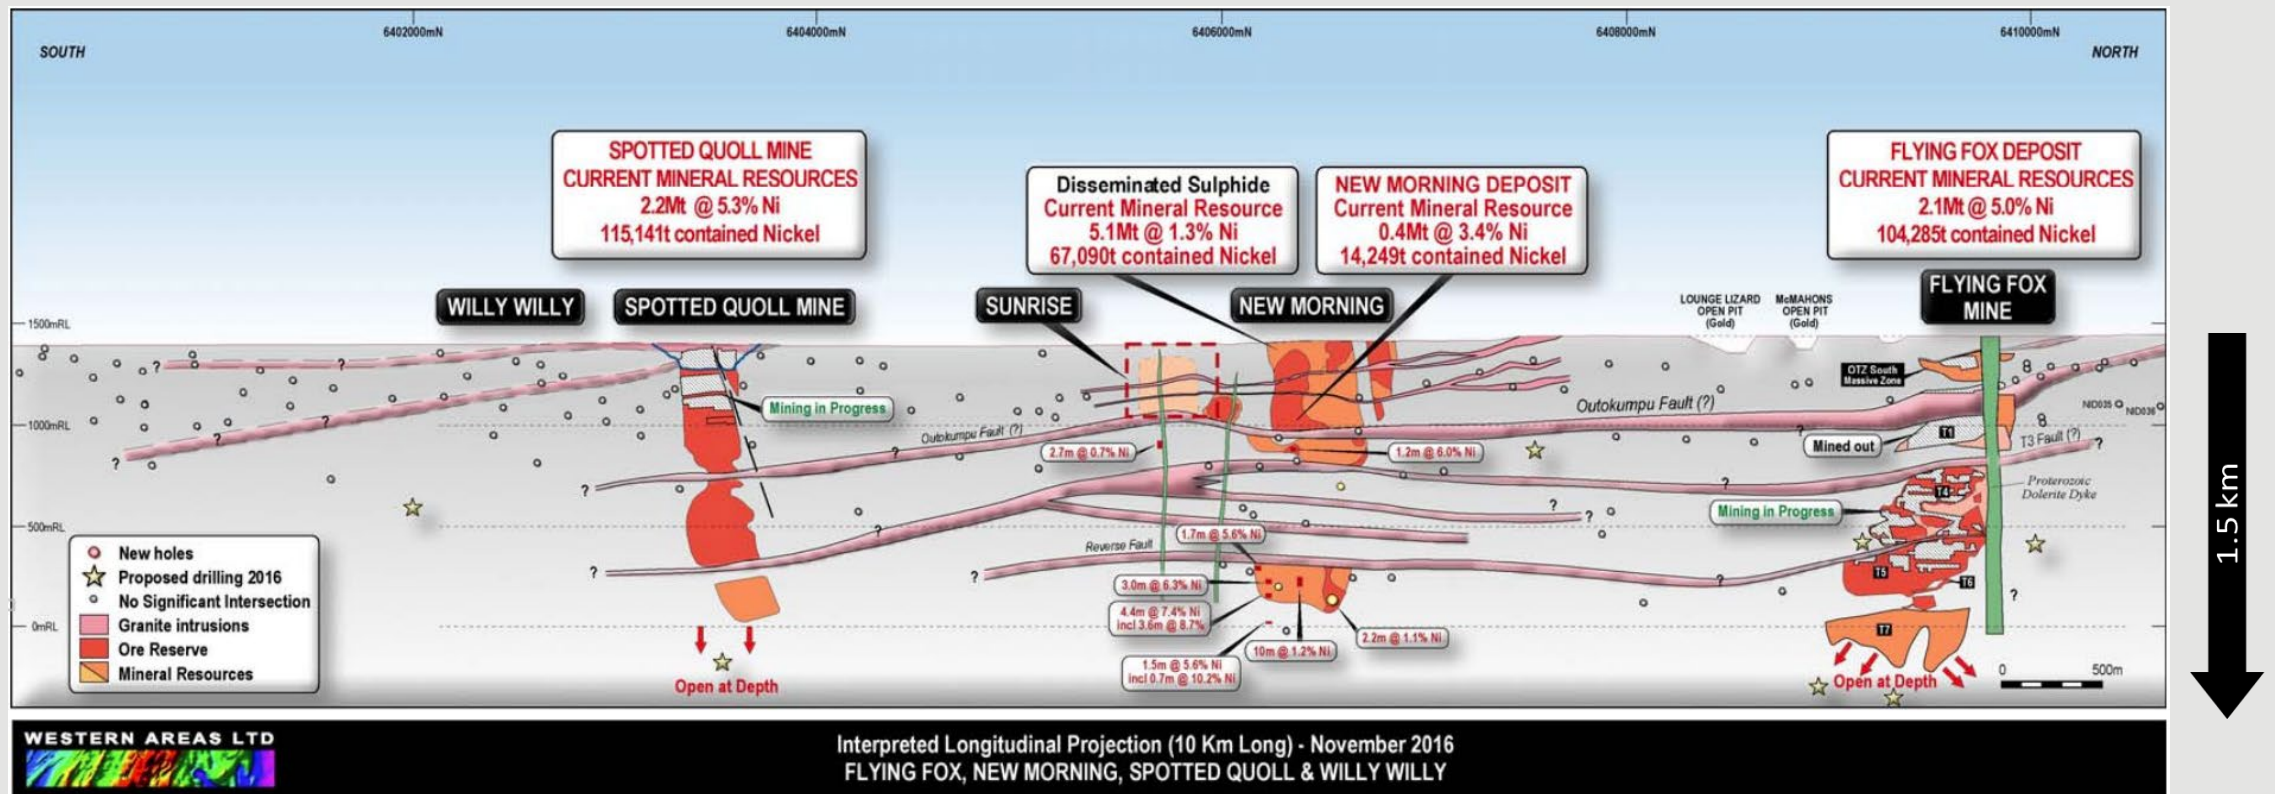 6402000mN
6404000mN
6406000mN
6408000mN
6410000mN
SOUTH
NORTH
SPOTTED QUOLL MINE
CURRENT MINERAL RESOURCES
2.2Mt @ 5.3% Ni
115,141t contained Nickel
Disseminated Sulphide
Current Mineral Resource
5.1Mt @ 1.3% Ni
67,090t contained Nickel
NEW MORNING DEPOSIT
Current Mineral Resource
0.4Mt @ 3.4% Ni
14,249t contained Nickel
FLYING FOX DEPOSIT
CURRENT MINERAL RESOURCES
2.1Mt @ 5.0% Ni
104,285t contained Nickel
WILLY WILLY
SPOTTED QUOLL MINE
SUNRISE
NEW MORNING
LOUNGE LIZARD
OPEN PIT
(Gold)
McMAHONS
OPEN PIT
(Gold)
FLYING FOX
MINE
1500mRL
1000mRL
500mRL
0mRL
?
?
?
?
?
Mining in Progress
Outokumpu Fault (?)
?
?
?
?
?
2.7m @ 0.7% Ni
1.2m @ 6.0% Ni
Outokumpu Fault (?)
?
OTZ South
Massive Zone
T1
Mined out
NID035
NID036
T3 Fault (?)
?
?
T4
Proterozoic
Dolerite Dyke
Mining in Progress
?
?
1.7m @ 5.6% Ni
Reverse Fault
?
?
3.0m @ 6.3% Ni
4.4m @ 7.4% Ni
incl 3.6m @ 8.7%
1.5m @ 5.6% Ni
incl 0.7m @ 10.2% Ni
10m @ 1.2% Ni
2.2m @ 1.1% Ni
T5
T6
?
T7
Open at Depth
Open at Depth
0
500m
New holes
Proposed drilling 2016
No Significant Intersection
Granite intrusions
Ore Reserve
Mineral Resources
1.5 km
WESTERN AREAS LTD
Interpreted Longitudinal Projection (10 Km Long) - November 2016
FLYING FOX, NEW MORNING, SPOTTED QUOLL & WILLY WILLY